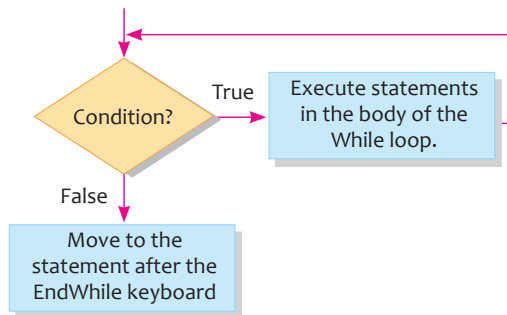 Condition?
True
Execute statements
in the body of the
While loop.
False
Move to the
statement after the
EndWhile keyboard